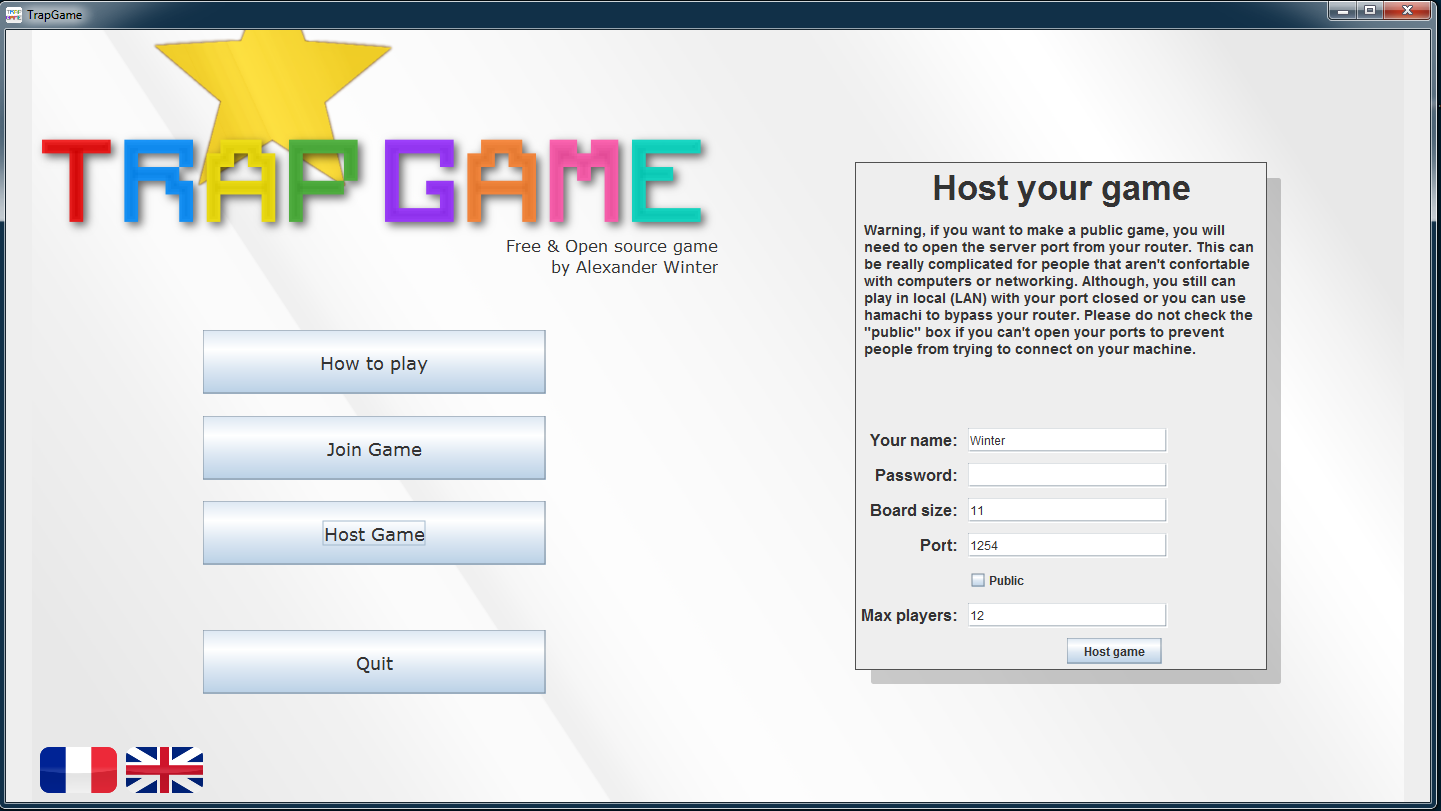 TrapGame
TRAP GAME
Free & Open source game
by Alexander Winter
How to play
Join Game
Host Game
Quit
Host your game
Warning, if you want to make a public game, you will
need to open the server port from your router. This can
be really complicated for people that aren't confortable
with computers or networking. Although, you still can
play in local (LAN) with your port closed or you can use
hamachi to bypass your router. Please do not check the
"public" box if you can't open your ports to prevent
people from trying to connect on your machine.
Your name: Winter
Password:
Board size: 11
Port: 1254
Public
Max players: 12
Host game